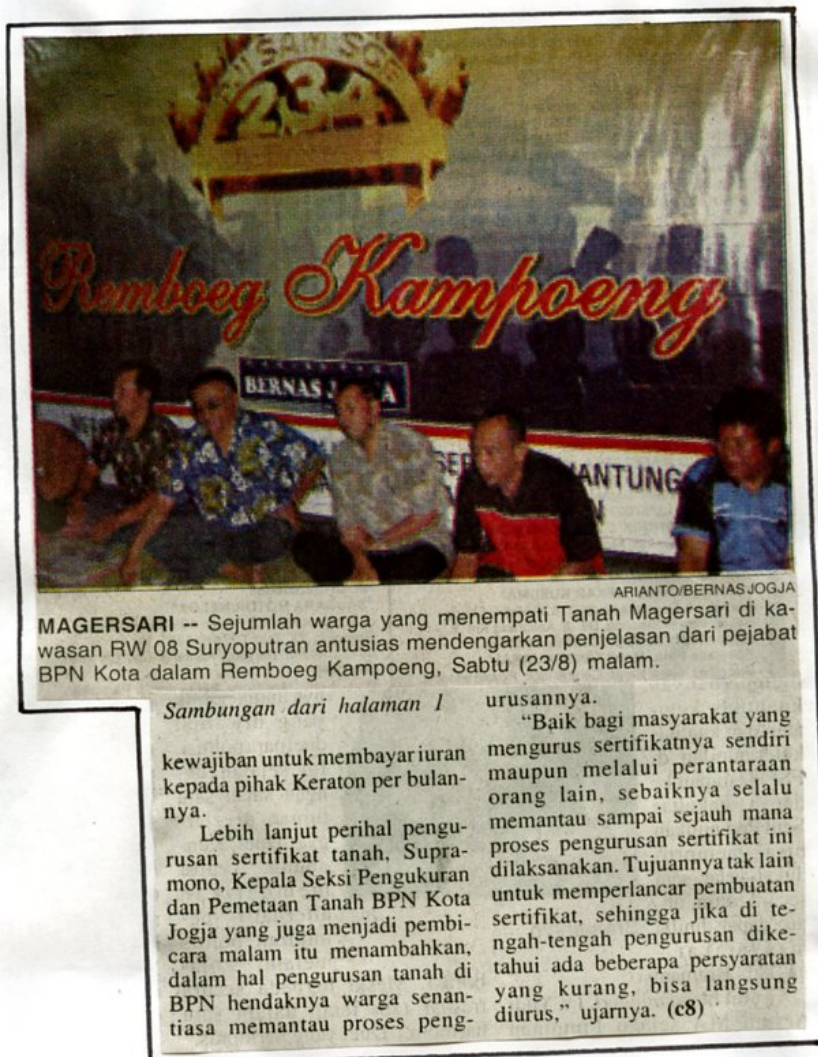 SAM SOE
234
Remboeg Kampoeng
BERNAS
ANTUNG
ARIANTO/BERNAS JOGJA
MAGERSARI -- Sejumlah warga yang menempati Tanah Magersari di ka-
wasan RW 08 Suryoputran antusias mendengarkan penjelasan dari pejabat
BPN Kota dalam Remboeg Kampoeng, Sabtu (23/8) malam.
Sambungan dari halaman 1
kewajiban untuk membayar iuran
kepada pihak Keraton per bulan-
nya.
Lebih lanjut perihal pengu-
rusan sertifikat tanah, Supra-
mono, Kepala Seksi Pengukuran
dan Pemetaan Tanah BPN Kota
Jogja yang juga menjadi pembi-
cara malam itu menambahkan,
dalam hal pengurusan tanah di
BPN hendaknya warga senan-
tiasa memantau proses peng-
urusannya.
“Baik bagi masyarakat yang
mengurus sertifikatnya sendiri
maupun melalui perantaraan
orang lain, sebaiknya selalu
memantau sampai sejauh mana
proses pengurusan sertifikat ini
dilaksanakan. Tujuannya tak lain
untuk memperlancar pembuatan
sertifikat, sehingga jika di te-
ngah-tengah pengurusan dike-
tahui ada beberapa persyaratan
yang kurang, bisa langsung
diurus,” ujarnya. (c8)